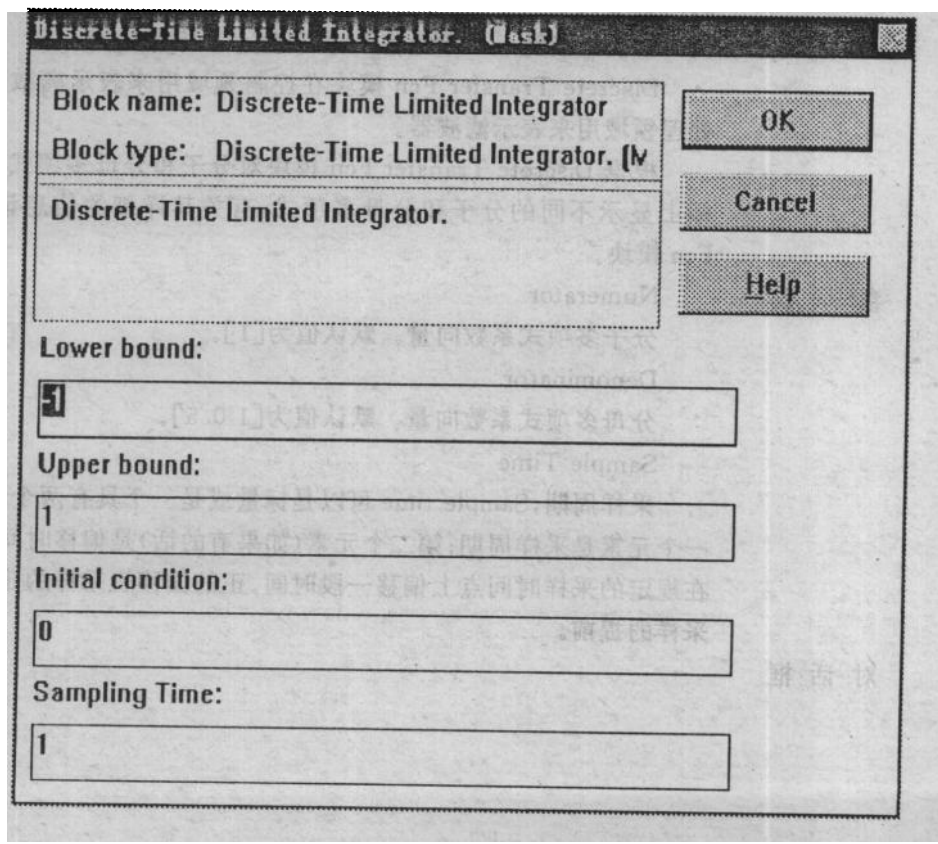 Discrete-Time Limited Integrator. (Mask)
Block name: Discrete-Time Limited Integrator
Block type: Discrete-Time Limited Integrator. (M
Discrete-Time Limited Integrator.
OK
Cancel
Help
Lower bound:
Upper bound:
1
Initial condition:
0
Sampling Time:
1